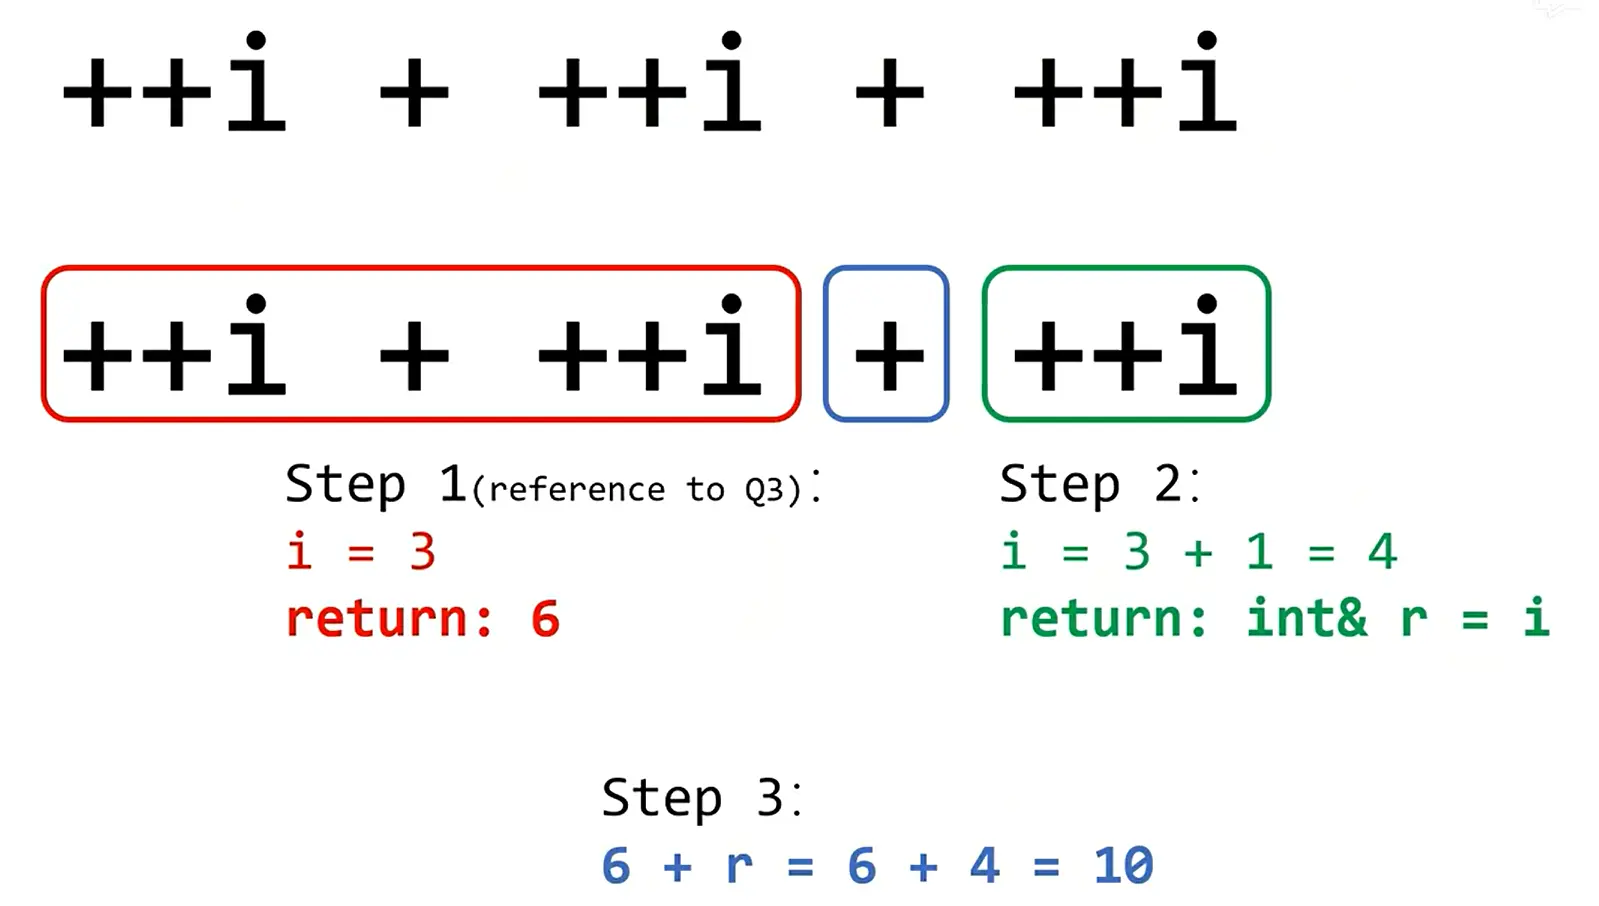 ++i + ++i + ++i
++i + ++i + ++i
Step 1(reference to Q3):
i = 3
return: 6
Step 2:
i = 3 + 1 = 4
return: int& r = i
Step 3:
6 + r = 6 + 4 = 10